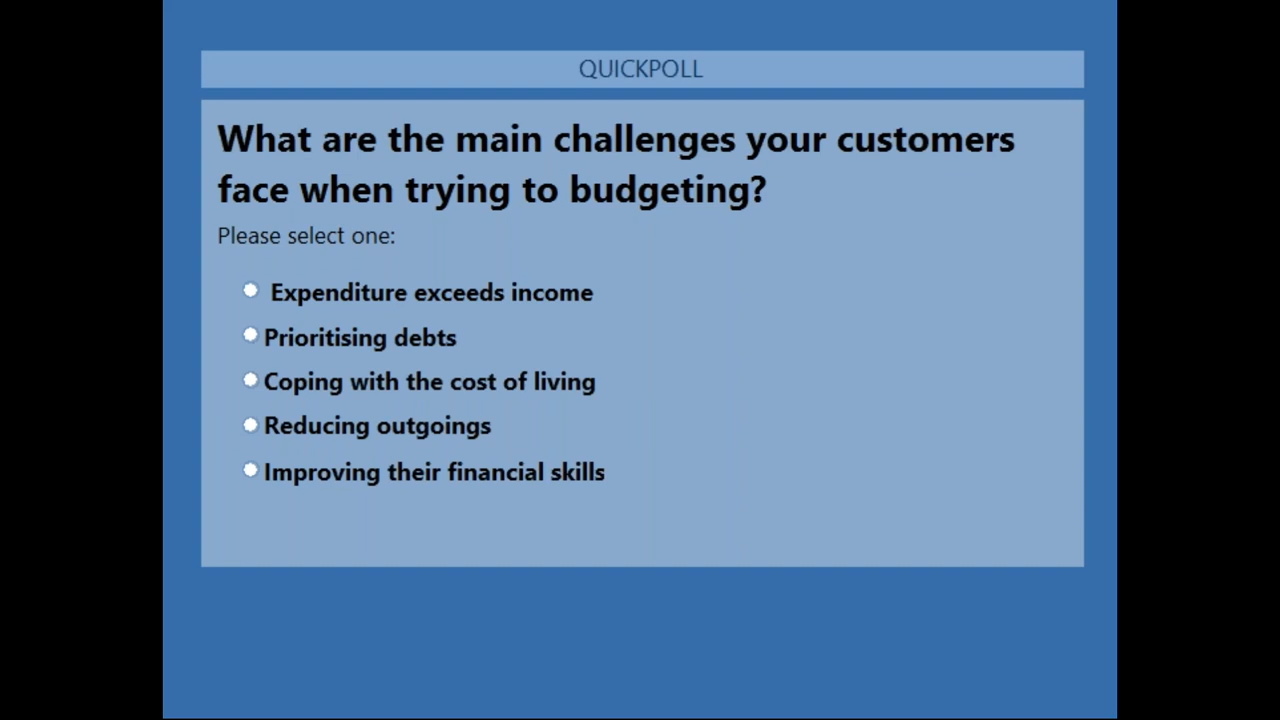 QUICKPOLL
What are the main challenges your customers
face when trying to budgeting?
Please select one:
Expenditure exceeds income
Prioritising debts
Coping with the cost of living
Reducing outgoings
Improving their financial skills